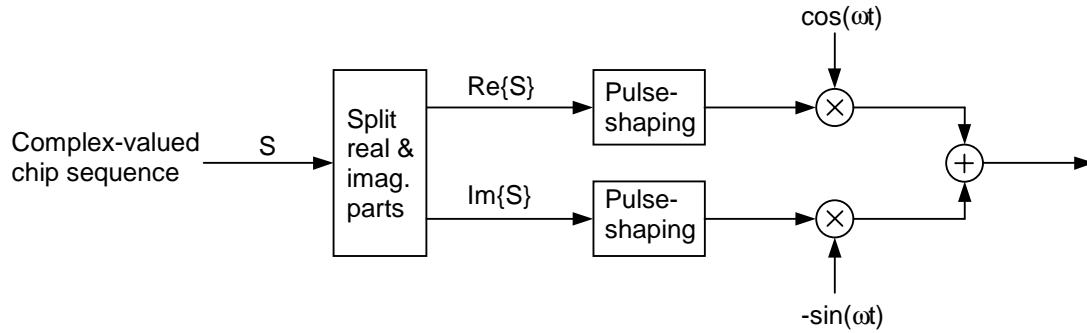 cos(ωt)
Complex-valued
chip sequence
S
Split
real &
imag.
parts
Re{S}
Pulse-
shaping
Im{S}
Pulse-
shaping
-sin(ωt)